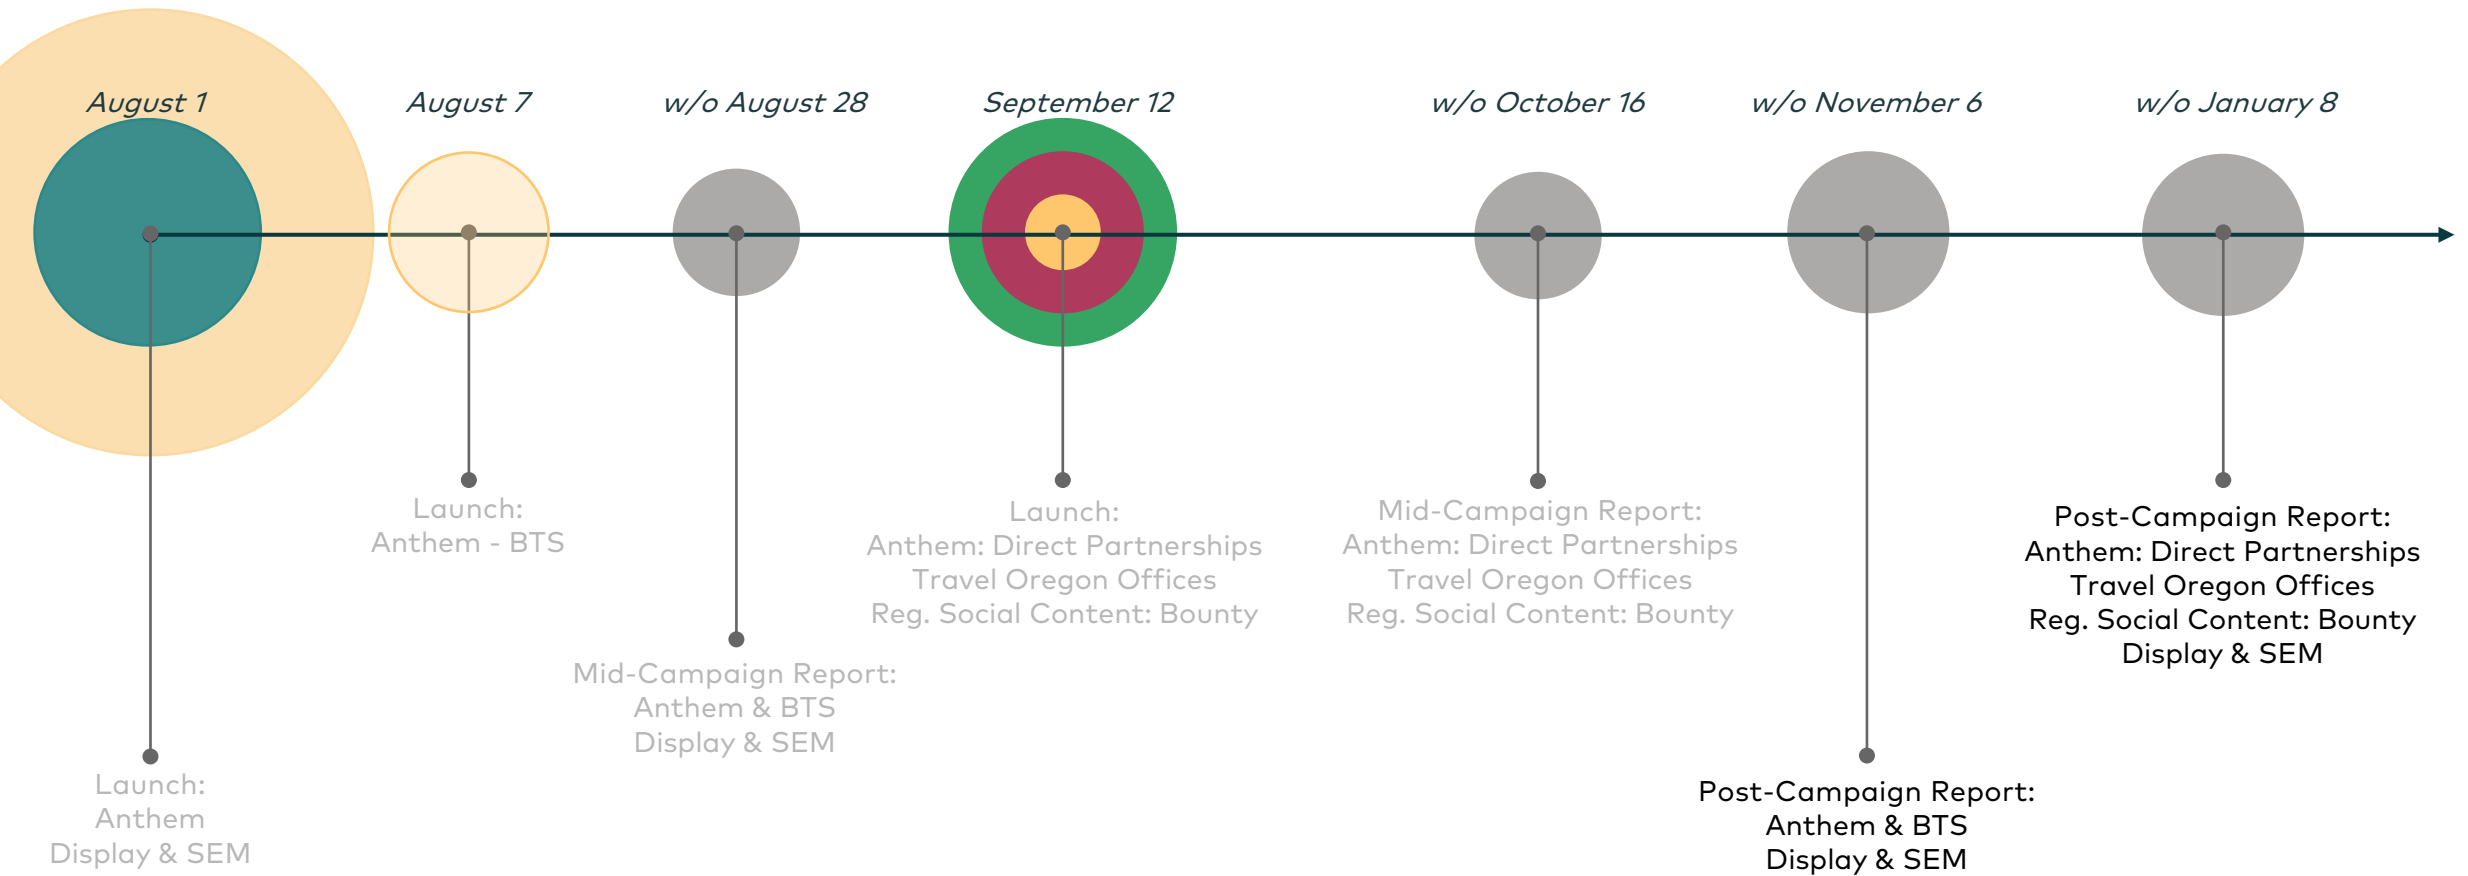 August 1
August 7
w/o August 28
September 12
w/o October 16
w/o November 6
w/o January 8
Launch:
Anthem
Display & SEM
Launch:
Anthem - BTS
Mid-Campaign Report:
Anthem & BTS
Display & SEM
Launch:
Anthem: Direct Partnerships
Travel Oregon Offices
Reg. Social Content: Bounty
Mid-Campaign Report:
Anthem: Direct Partnerships
Travel Oregon Offices
Reg. Social Content: Bounty
Post-Campaign Report:
Anthem & BTS
Display & SEM
Post-Campaign Report:
Anthem: Direct Partnerships
Travel Oregon Offices
Reg. Social Content: Bounty
Display & SEM